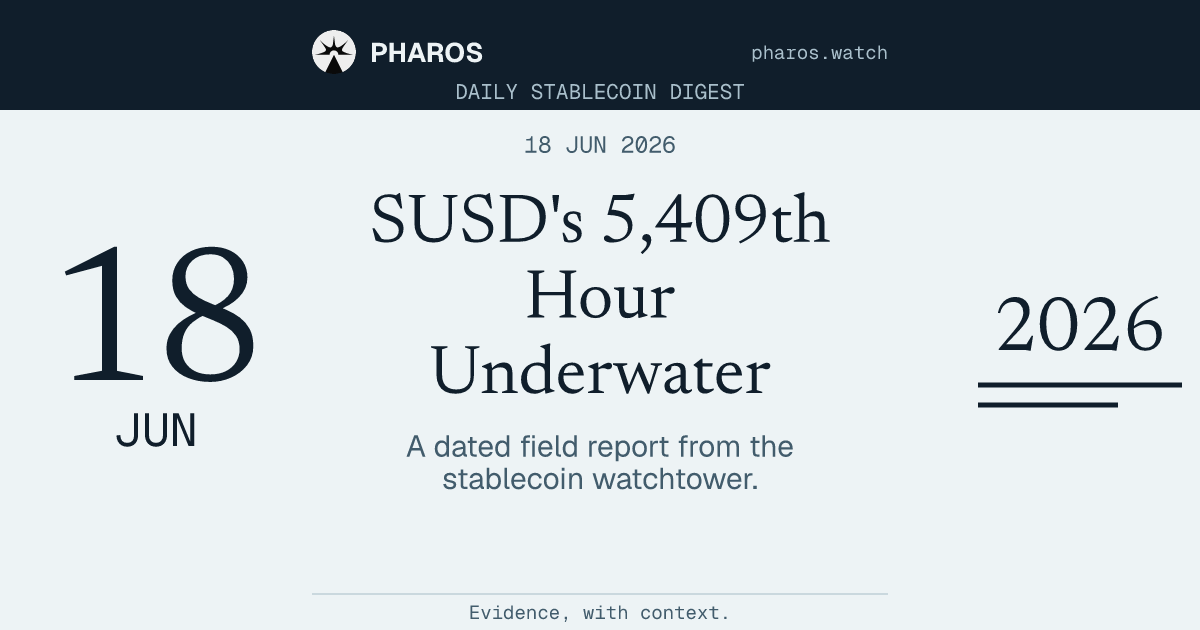 PHAROS
pharos.watch
DAILY STABLECOIN DIGEST
18 JUN 2026
SUSD's 5,409th
Hour
Underwater
A dated field report from the
stablecoin watchtower.
18
JUN
2026
Evidence, with context.